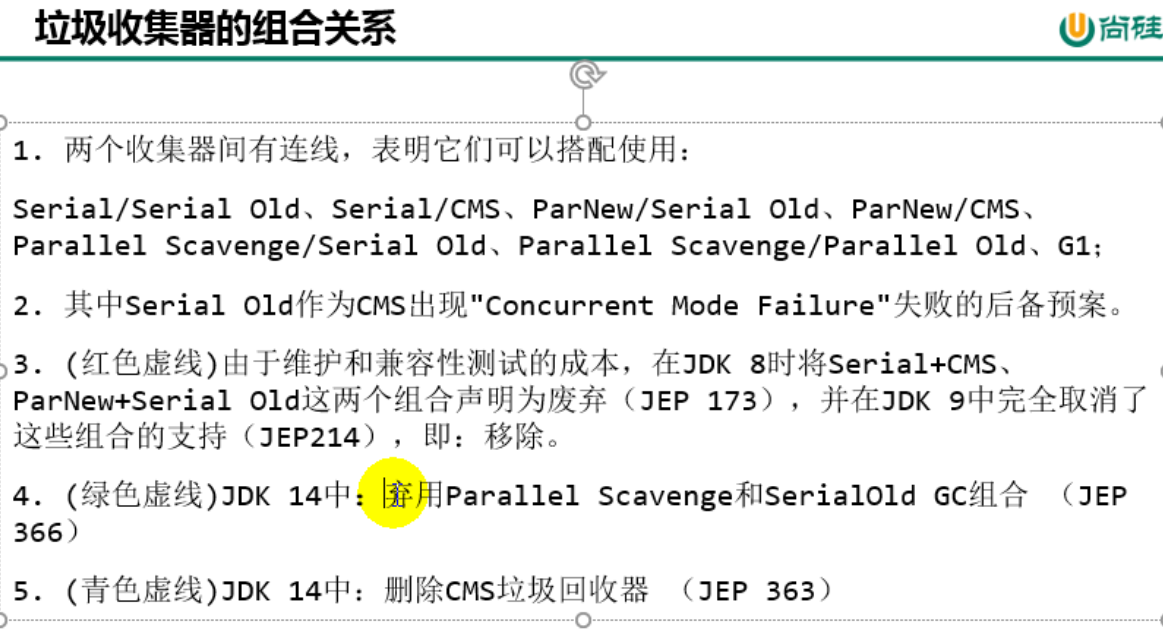 垃圾收集器的组合关系
尚硅
1. 两个收集器间有连线，表明它们可以搭配使用：
Serial/Serial Old、Serial/CMS、ParNew/Serial Old、ParNew/CMS、
Parallel Scavenge/Serial Old、Parallel Scavenge/Parallel Old、G1；
2. 其中Serial Old作为CMS出现"Concurrent Mode Failure"失败的后备预案。
3. (红色虚线)由于维护和兼容性测试的成本，在JDK 8时将Serial+CMS、
ParNew+Serial Old这两个组合声明为废弃（JEP 173），并在JDK 9中完全取消了
这些组合的支持（JEP214），即：移除。
4. (绿色虚线)JDK 14中：弃用Parallel Scavenge和SerialOld GC组合 （JEP
366）
5. (青色虚线)JDK 14中：删除CMS垃圾回收器 （JEP 363）